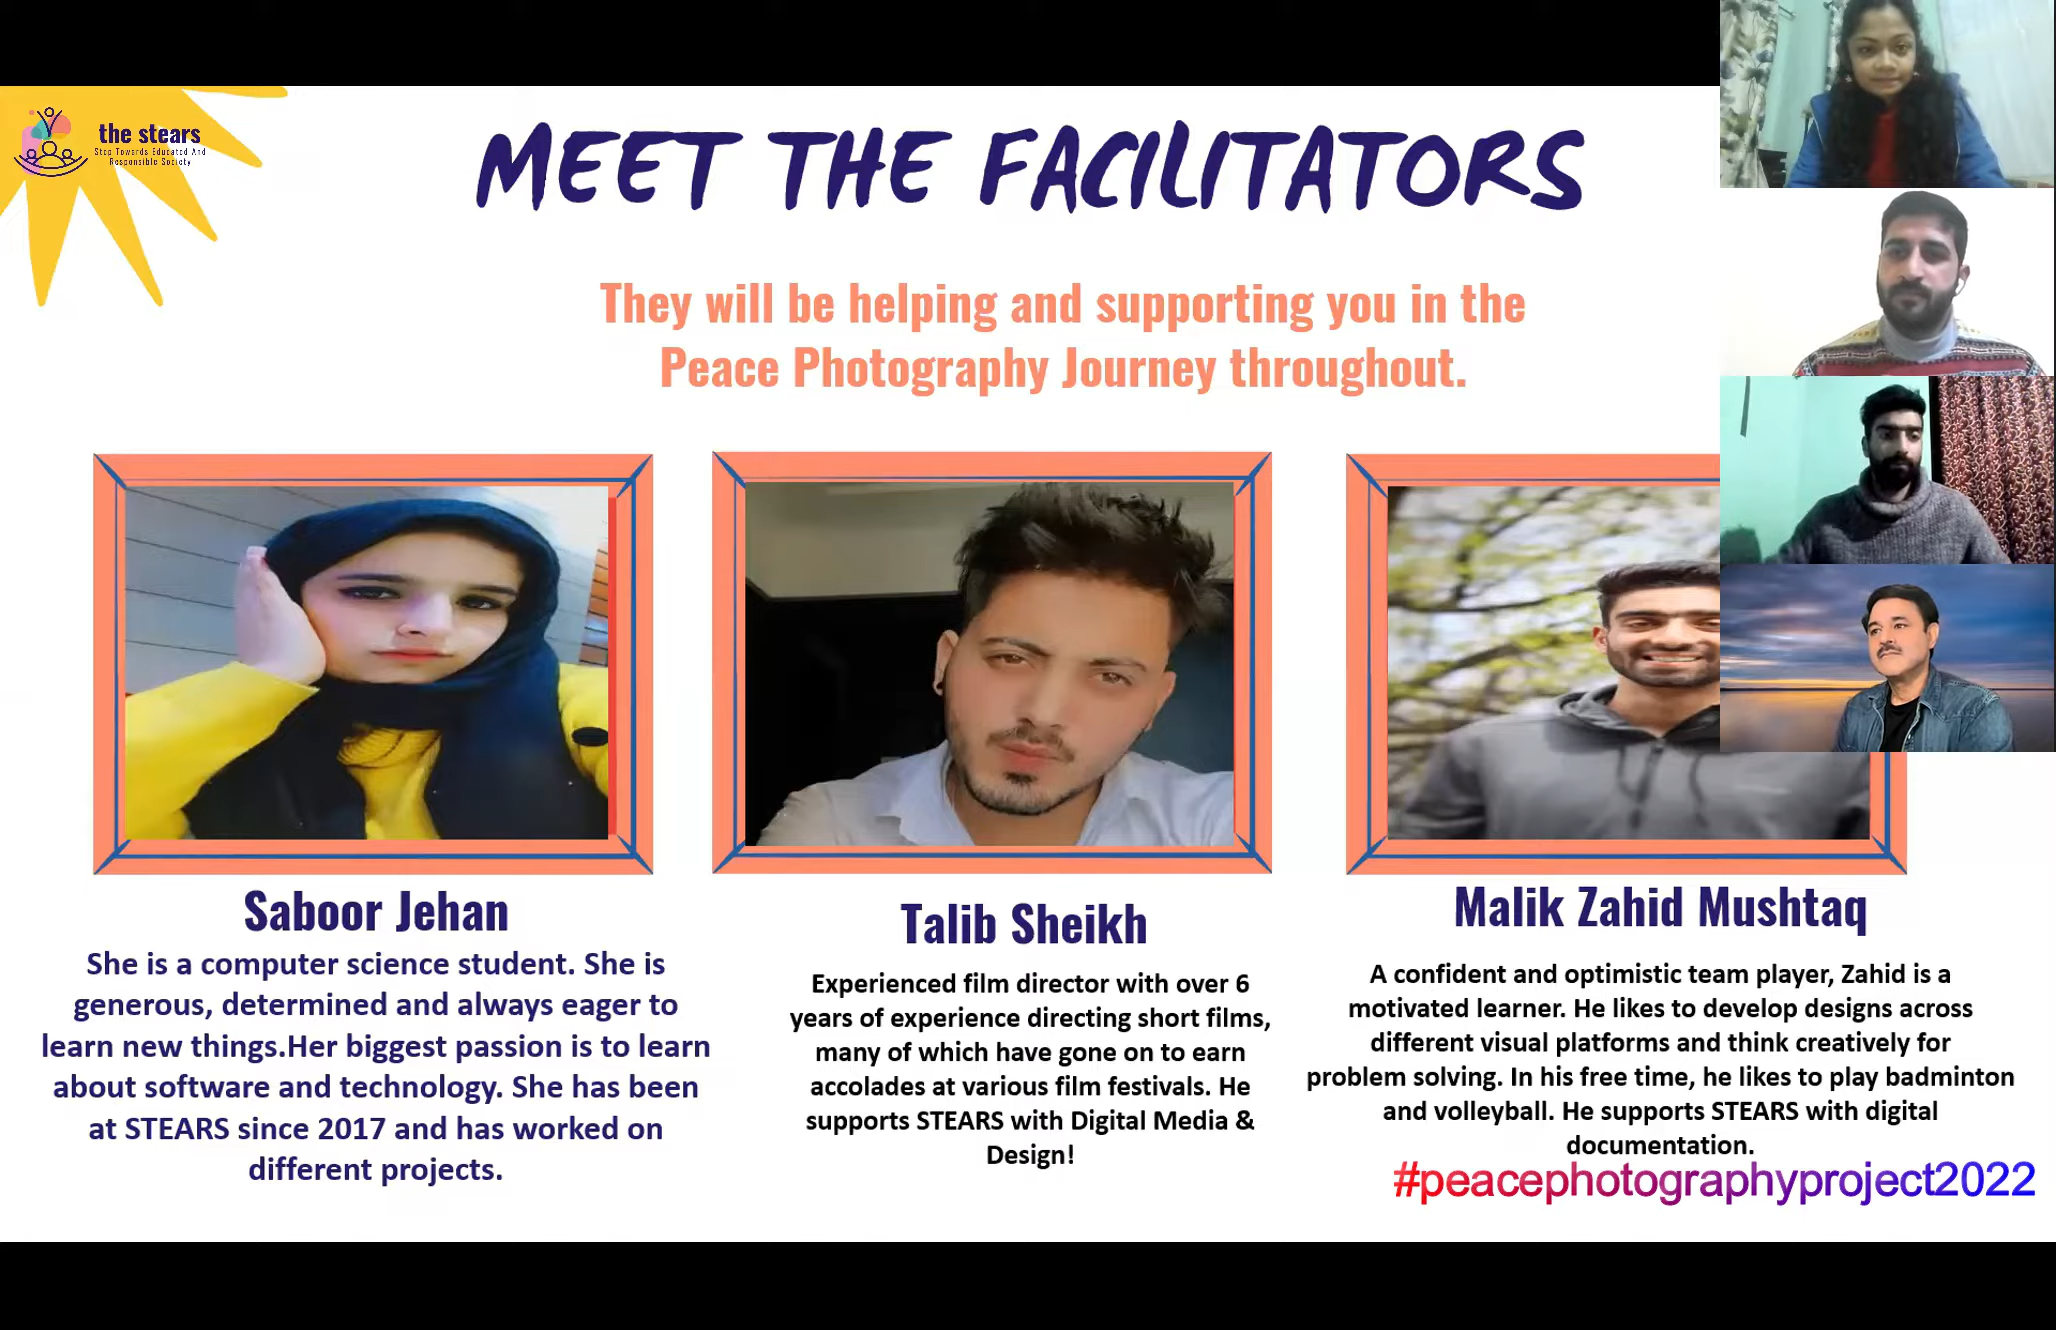 the stears
Step Towards Educated And
Responsible Society
MEET THE FACILITATORS
They will be helping and supporting you in the
Peace Photography Journey throughout.
Saboor Jehan
She is a computer science student. She is
generous, determined and always eager to
learn new things.Her biggest passion is to learn
about software and technology. She has been
at STEARS since 2017 and has worked on
different projects.
Talib Sheikh
Experienced film director with over 6
years of experience directing short films,
many of which have gone on to earn
accolades at various film festivals. He
supports STEARS with Digital Media &
Design!
Malik Zahid Mushtaq
A confident and optimistic team player, Zahid is a
motivated learner. He likes to develop designs across
different visual platforms and think creatively for
problem solving. In his free time, he likes to play badminton
and volleyball. He supports STEARS with digital
documentation.
#peacephotographyproject2022